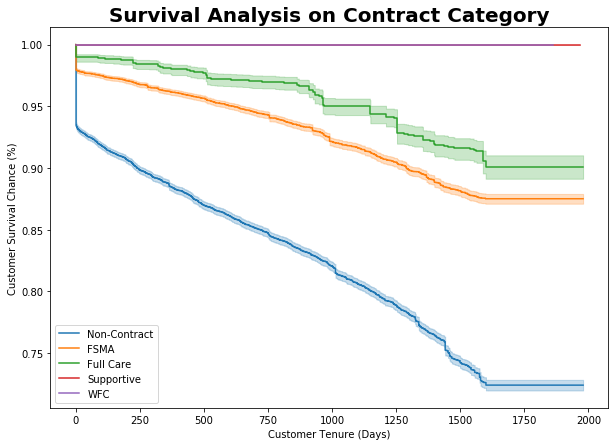 Survival Analysis on Contract Category
Customer Survival Chance (%)
1.00
0.95
0.90
0.85
0.80
0.75
Non-Contract
FSMA
Full Care
Supportive
WFC
0 250 500 750 1000 1250 1500 1750 2000
Customer Tenure (Days)